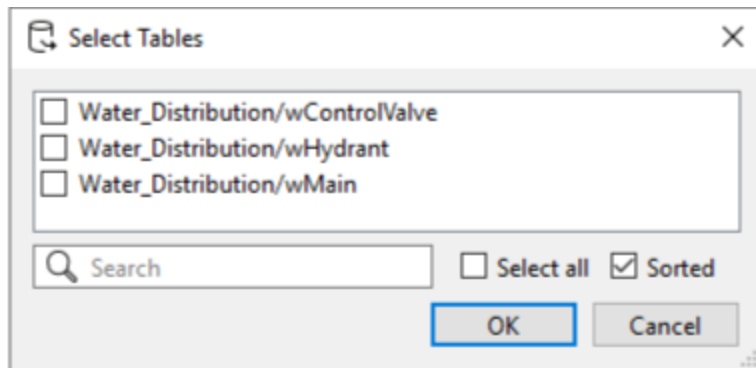 Select Tables
Water_Distribution/wControlValve
Water_Distribution/wHydrant
Water_Distribution/wMain
Search Select all Sorted
OK Cancel